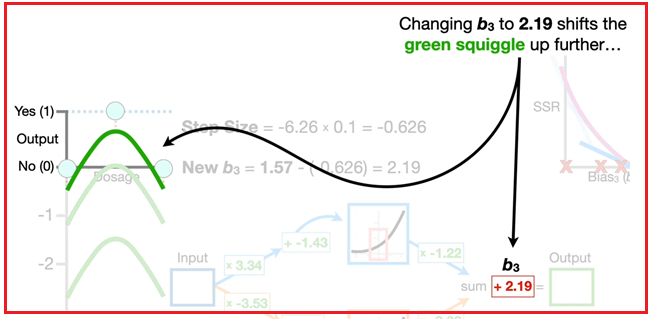 Changing b₃ to 2.19 shifts the
green squiggle up further…
Yes (1)
Output
No (0)
Dosage
-1
-2
Step Size = -6.26 × 0.1 = -0.626
New b₃ = 1.57 - (-0.626) = 2.19
SSR
Bias₃
Input
x 3.34
+ -1.43
x -1.22
x -3.53
b₃
sum
+ 2.19
=
Output